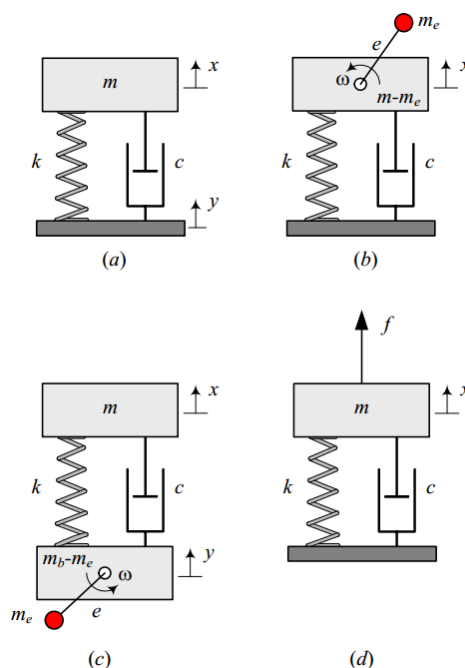 m x
k c
y
(a)
m_e
e
ω x
m-m_e
k c
(b)
m x
k c
m_b-m_e y
ω
m_e e
(c)
f
m x
k c
(d)